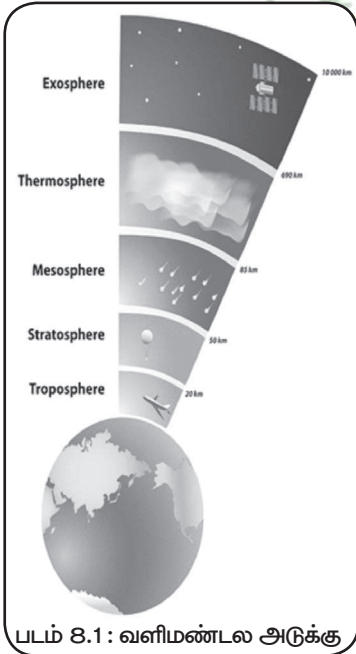 10 000 km
Exosphere
690 km
Thermosphere
85 km
Mesosphere
50 km
Stratosphere
20 km
Troposphere
படம் 8.1: வளிமண்டல அடுக்கு